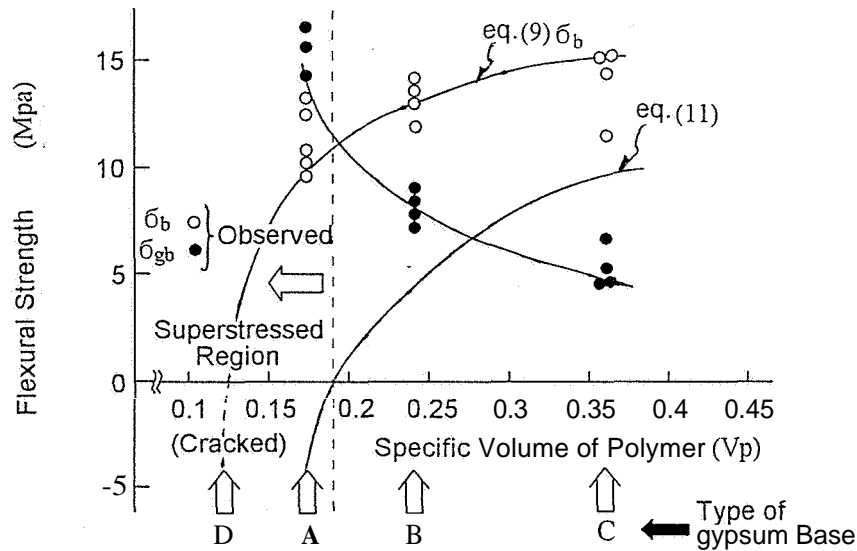 eq.(9) б_b
15
eq.(11)
Flexural Strength (Mpa)
10
б_b ○
б_gb ●
} Observed
5
Superstressed
Region
0
0.1 0.15 0.2 0.25 0.3 0.35 0.4 0.45
(Cracked)
Specific Volume of Polymer (Vp)
-5
D A B C
Type of
gypsum Base